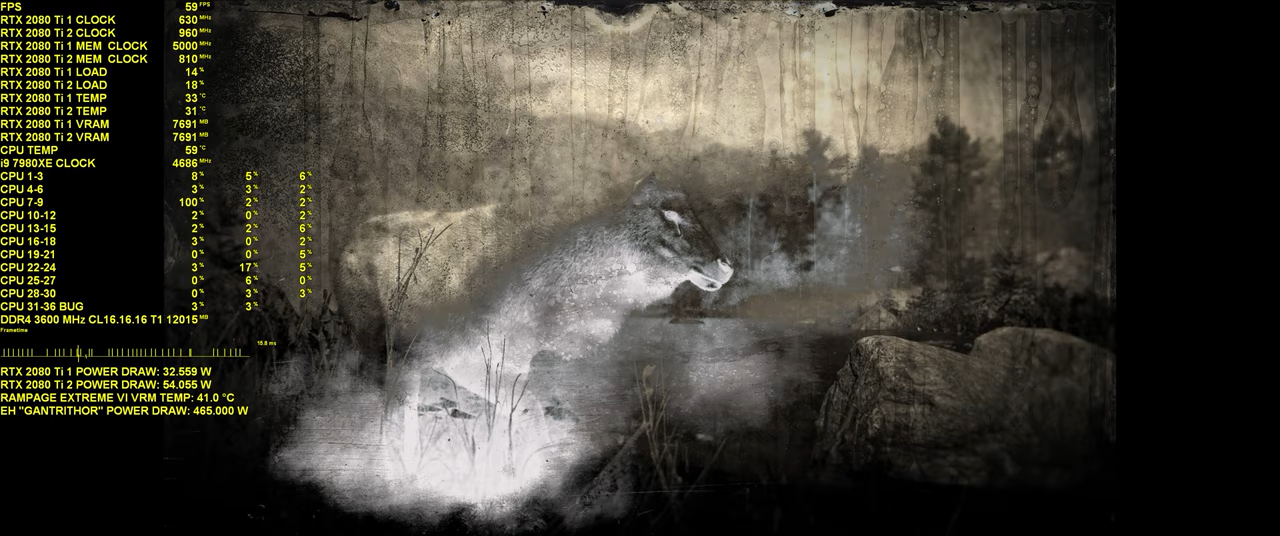 FPS 59 FPS
RTX 2080 Ti 1 CLOCK 630 MHz
RTX 2080 Ti 2 CLOCK 960 MHz
RTX 2080 Ti 1 MEM CLOCK 5000 MHz
RTX 2080 Ti 2 MEM CLOCK 810 MHz
RTX 2080 Ti 1 LOAD 14 %
RTX 2080 Ti 2 LOAD 18 %
RTX 2080 Ti 1 TEMP 33 °C
RTX 2080 Ti 2 TEMP 31 °C
RTX 2080 Ti 1 VRAM 7691 MB
RTX 2080 Ti 2 VRAM 7691 MB
CPU TEMP 59 °C
i9 7980XE CLOCK 4686 MHz
CPU 1-3 8 % 5 % 6 %
CPU 4-6 3 % 3 % 2 %
CPU 7-9 100 % 2 % 2 %
CPU 10-12 2 % 0 % 2 %
CPU 13-15 2 % 2 % 6 %
CPU 16-18 3 % 0 % 2 %
CPU 19-21 0 % 0 % 5 %
CPU 22-24 3 % 17 % 5 %
CPU 25-27 0 % 6 % 0 %
CPU 28-30 0 % 3 % 3 %
CPU 31-36 BUG 3 % 3 %
DDR4 3600 MHz CL16.16.16 T1 12015 MB
Frametime
15.8 ms
RTX 2080 Ti 1 POWER DRAW: 32.559 W
RTX 2080 Ti 2 POWER DRAW: 54.055 W
RAMPAGE EXTREME VI VRM TEMP: 41.0 °C
EH "GANTRITHOR" POWER DRAW: 465.000 W